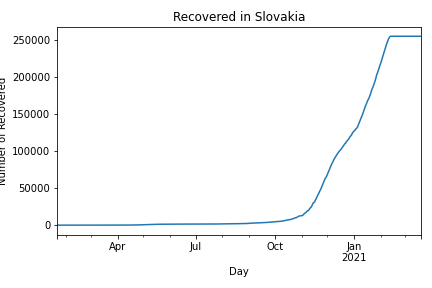 Recovered in Slovakia
250000
200000
150000
100000
50000
0
Number of Recovered
Apr
Jul
Oct
Jan
2021
Day